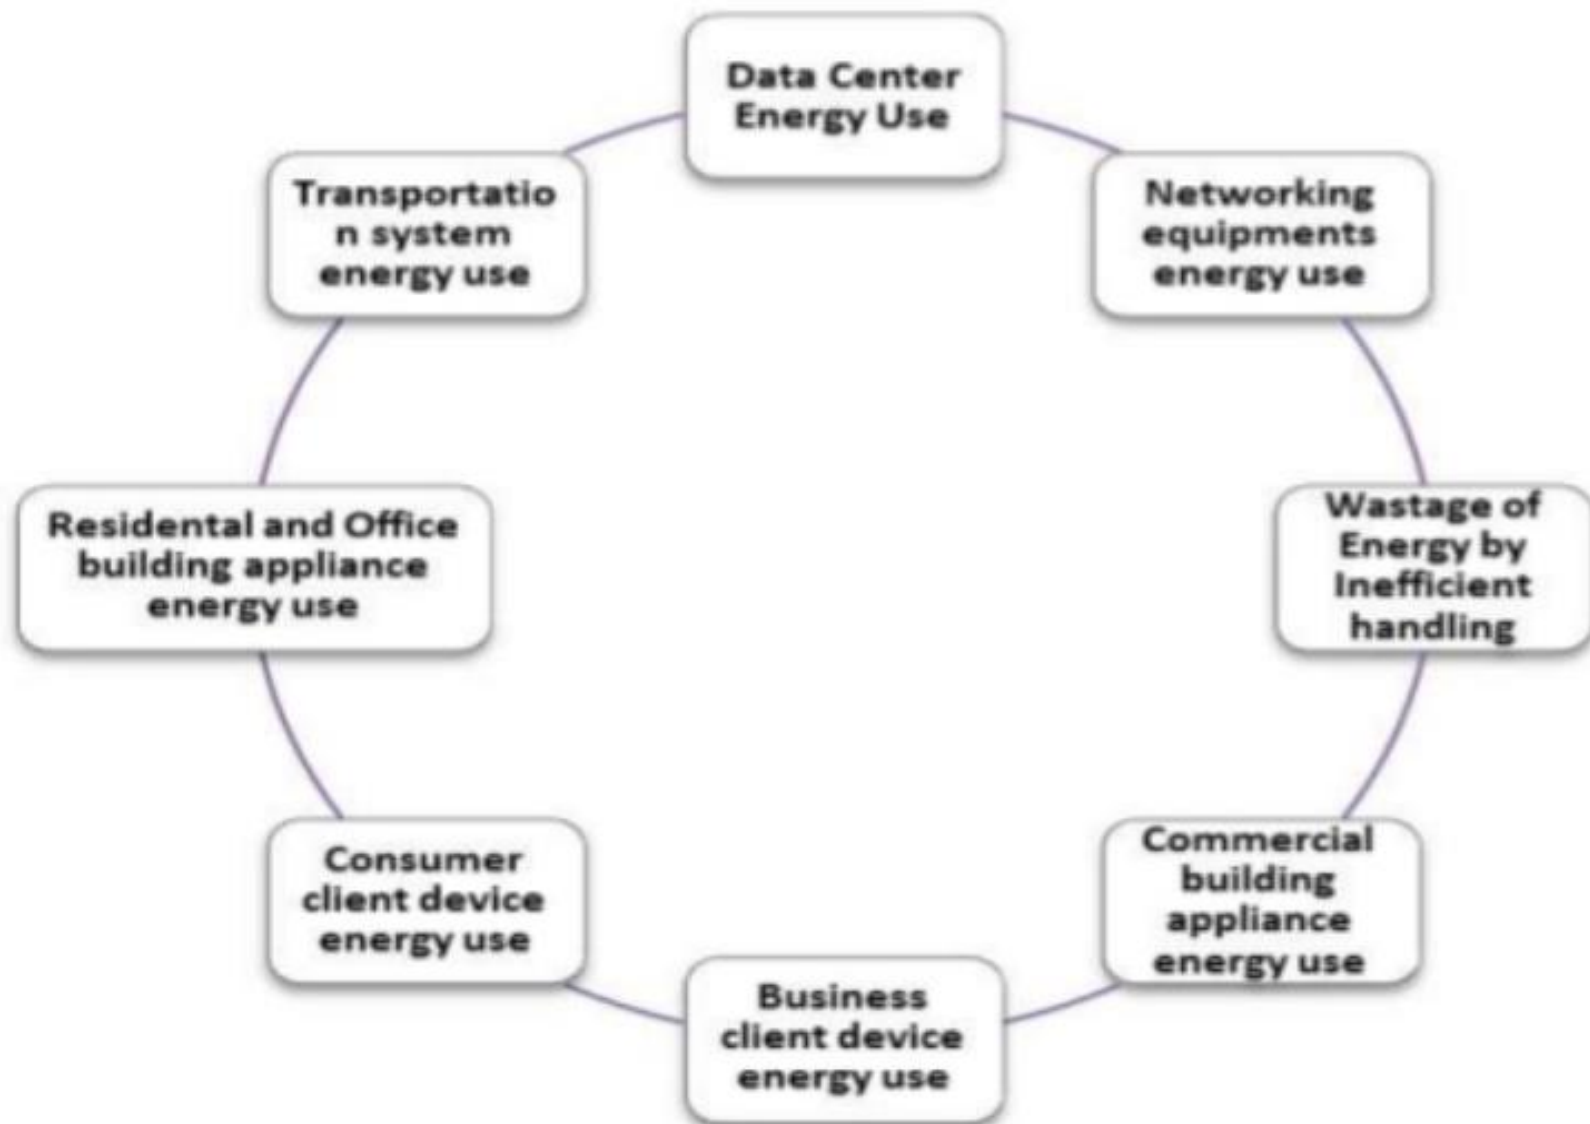 Data Center
Energy Use
Networking
equipments
energy use
Wastage of
Energy by
Inefficient
handling
Commercial
building
appliance
energy use
Business
client device
energy use
Consumer
client device
energy use
Residental and Office
building appliance
energy use
Transportatio
n system
energy use